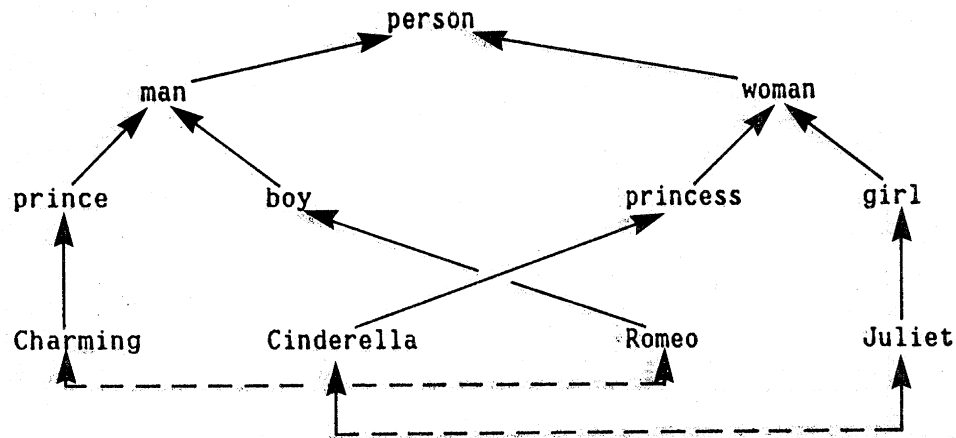 person
man woman
prince boy princess girl
Charming Cinderella Romeo Juliet